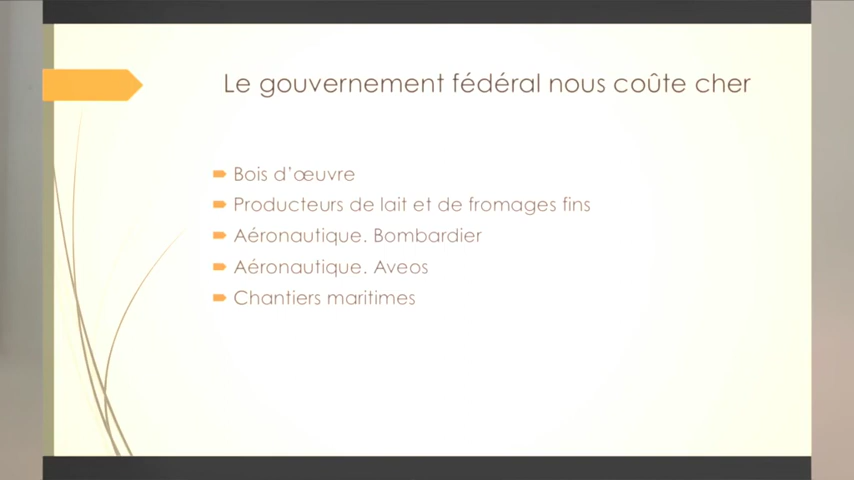 Le gouvernement fédéral nous coûte cher
Bois d'œuvre
Producteurs de lait et de fromages fins
Aéronautique. Bombardier
Aéronautique. Aveos
Chantiers maritimes